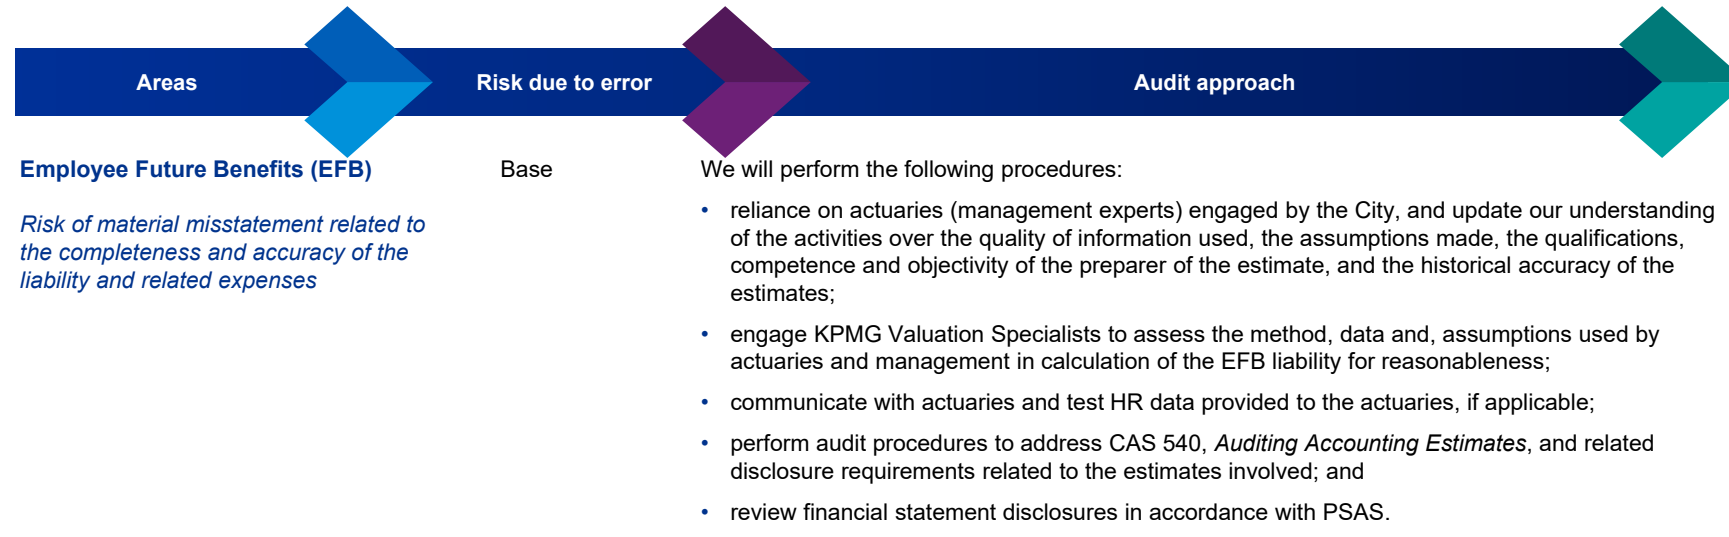 Areas
Risk due to error
Audit approach
Employee Future Benefits (EFB)
Risk of material misstatement related to
the completeness and accuracy of the
liability and related expenses
Base
We will perform the following procedures:
• reliance on actuaries (management experts) engaged by the City, and update our understanding
of the activities over the quality of information used, the assumptions made, the qualifications,
competence and objectivity of the preparer of the estimate, and the historical accuracy of the
estimates;
• engage KPMG Valuation Specialists to assess the method, data and, assumptions used by
actuaries and management in calculation of the EFB liability for reasonableness;
• communicate with actuaries and test HR data provided to the actuaries, if applicable;
• perform audit procedures to address CAS 540, Auditing Accounting Estimates, and related
disclosure requirements related to the estimates involved; and
• review financial statement disclosures in accordance with PSAS.